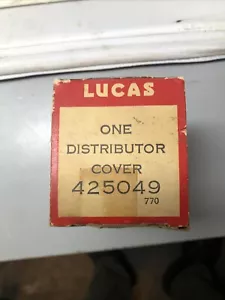 LUCAS
ONE
DISTRIBUTOR
COVER
425049
770